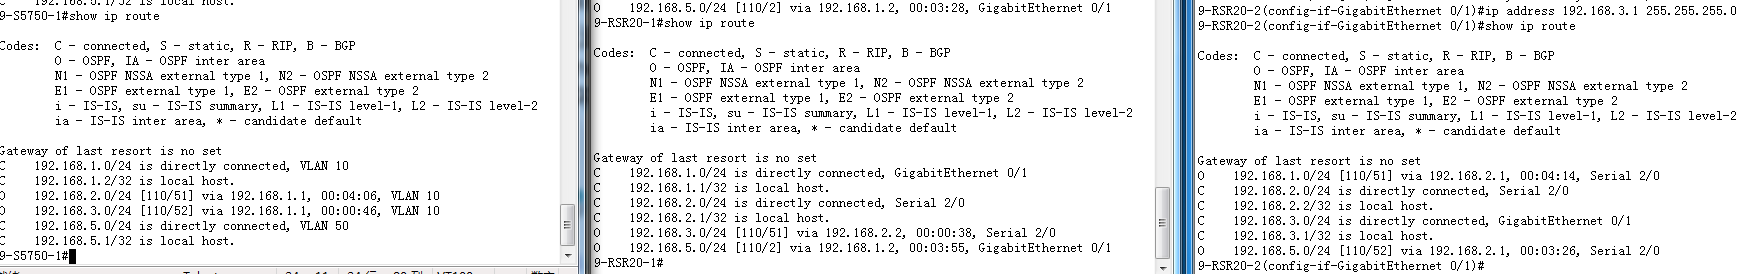 192.168.5.1/32 is local host.
9-S5750-1#show ip route
Codes:  C - connected, S - static, R - RIP, B - BGP
O - OSPF, IA - OSPF inter area
N1 - OSPF NSSA external type 1, N2 - OSPF NSSA external type 2
E1 - OSPF external type 1, E2 - OSPF external type 2
i - IS-IS, su - IS-IS summary, L1 - IS-IS level-1, L2 - IS-IS level-2
ia - IS-IS inter area, * - candidate default
Gateway of last resort is no set
C    192.168.1.0/24 is directly connected, VLAN 10
C    192.168.1.2/32 is local host.
O    192.168.2.0/24 [110/51] via 192.168.1.1, 00:04:06, VLAN 10
O    192.168.3.0/24 [110/52] via 192.168.1.1, 00:00:46, VLAN 10
C    192.168.5.0/24 is directly connected, VLAN 50
C    192.168.5.1/32 is local host.
9-S5750-1#
O    192.168.5.0/24 [110/2] via 192.168.1.2, 00:03:28, GigabitEthernet 0/1
9-RSR20-1#show ip route
Codes:  C - connected, S - static, R - RIP, B - BGP
O - OSPF, IA - OSPF inter area
N1 - OSPF NSSA external type 1, N2 - OSPF NSSA external type 2
E1 - OSPF external type 1, E2 - OSPF external type 2
i - IS-IS, su - IS-IS summary, L1 - IS-IS level-1, L2 - IS-IS level-2
ia - IS-IS inter area, * - candidate default
Gateway of last resort is no set
C    192.168.1.0/24 is directly connected, GigabitEthernet 0/1
C    192.168.1.1/32 is local host.
C    192.168.2.0/24 is directly connected, Serial 2/0
C    192.168.2.1/32 is local host.
O    192.168.3.0/24 [110/51] via 192.168.2.2, 00:00:38, Serial 2/0
O    192.168.5.0/24 [110/2] via 192.168.1.2, 00:03:55, GigabitEthernet 0/1
9-RSR20-1#
9-RSR20-2(config-if-GigabitEthernet 0/1)#ip address 192.168.3.1 255.255.255.0
9-RSR20-2(config-if-GigabitEthernet 0/1)#show ip route
Codes:  C - connected, S - static, R - RIP, B - BGP
O - OSPF, IA - OSPF inter area
N1 - OSPF NSSA external type 1, N2 - OSPF NSSA external type 2
E1 - OSPF external type 1, E2 - OSPF external type 2
i - IS-IS, su - IS-IS summary, L1 - IS-IS level-1, L2 - IS-IS
ia - IS-IS inter area, * - candidate default
Gateway of last resort is no set
O    192.168.1.0/24 [110/51] via 192.168.2.1, 00:04:14, Serial 2/0
C    192.168.2.0/24 is directly connected, Serial 2/0
C    192.168.2.2/32 is local host.
C    192.168.3.0/24 is directly connected, GigabitEthernet 0/1
C    192.168.3.1/32 is local host.
O    192.168.5.0/24 [110/52] via 192.168.2.1, 00:03:26, Serial 2/0
9-RSR20-2(config-if-GigabitEthernet 0/1)#